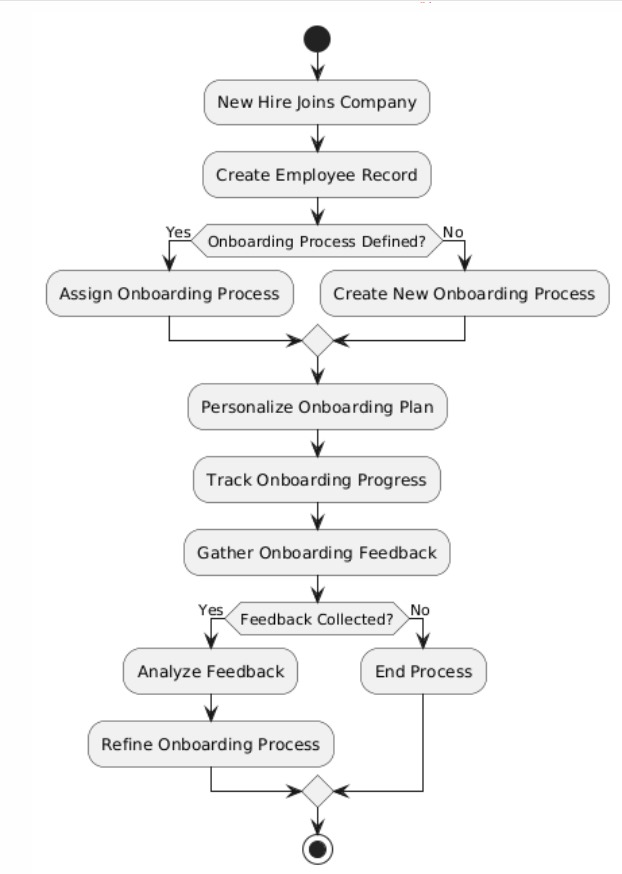 New Hire Joins Company
Create Employee Record
Yes
Onboarding Process Defined?
No
Assign Onboarding Process
Create New Onboarding Process
Personalize Onboarding Plan
Track Onboarding Progress
Gather Onboarding Feedback
Yes
Feedback Collected?
No
Analyze Feedback
End Process
Refine Onboarding Process